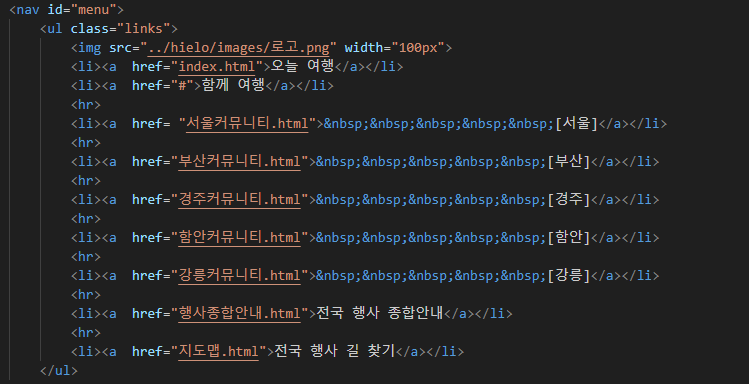 <nav id="menu">
<ul class="links">
<img src="../hielo/images/로고.png" width="100px">
<li><a  href="index.html">오늘 여행</a></li>
<li><a  href="#">함께 여행</a></li>
<hr>
<li><a  href= "서울커뮤니티.html">&nbsp;&nbsp;&nbsp;&nbsp;&nbsp;[서울]</a></li>
<hr>
<li><a  href="부산커뮤니티.html">&nbsp;&nbsp;&nbsp;&nbsp;&nbsp;[부산]</a></li>
<hr>
<li><a  href="경주커뮤니티.html">&nbsp;&nbsp;&nbsp;&nbsp;&nbsp;[경주]</a></li>
<hr>
<li><a  href="함안커뮤니티.html">&nbsp;&nbsp;&nbsp;&nbsp;&nbsp;[함안]</a></li>
<hr>
<li><a  href="강릉커뮤니티.html">&nbsp;&nbsp;&nbsp;&nbsp;&nbsp;[강릉]</a></li>
<hr>
<li><a  href="행사종합안내.html">전국 행사 종합안내</a></li>
<hr>
<li><a  href="지도맵.html">전국 행사 길 찾기</a></li>
</ul>